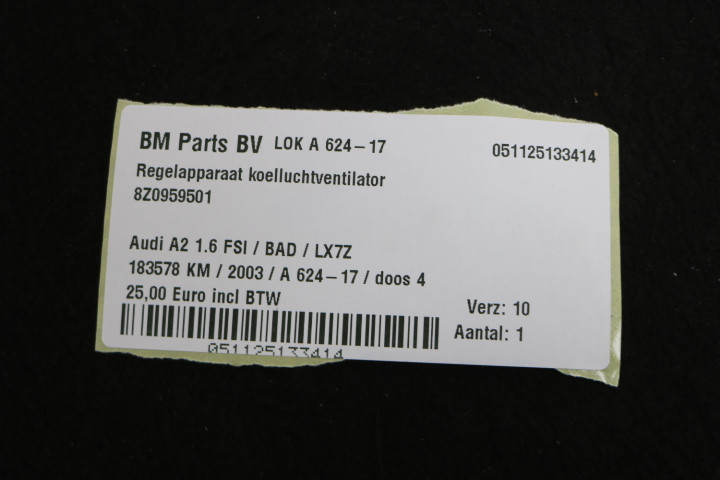 BM Parts BV LOK A 624-17 051125133414
Regelapparaat koelluchtventilator
8Z0959501
Audi A2 1.6 FSI / BAD / LX7Z
183578 KM / 2003 / A 624-17 / doos 4
25,00 Euro incl BTW
Verz: 10
Aantal: 1
051125133414